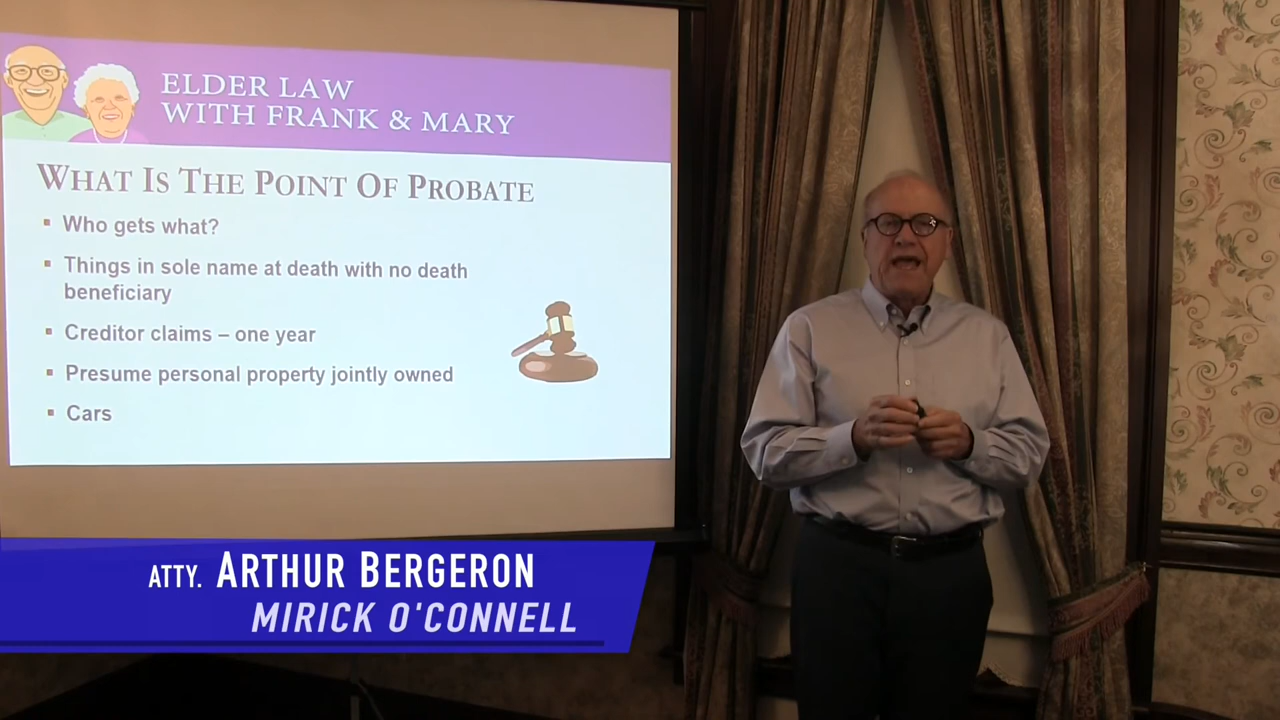 ELDER LAW
WITH FRANK & MARY
WHAT IS THE POINT OF PROBATE
▪ Who gets what?
▪ Things in sole name at death with no death
beneficiary
▪ Creditor claims – one year
▪ Presume personal property jointly owned
▪ Cars
ATTY. ARTHUR BERGERON
MIRICK O'CONNELL